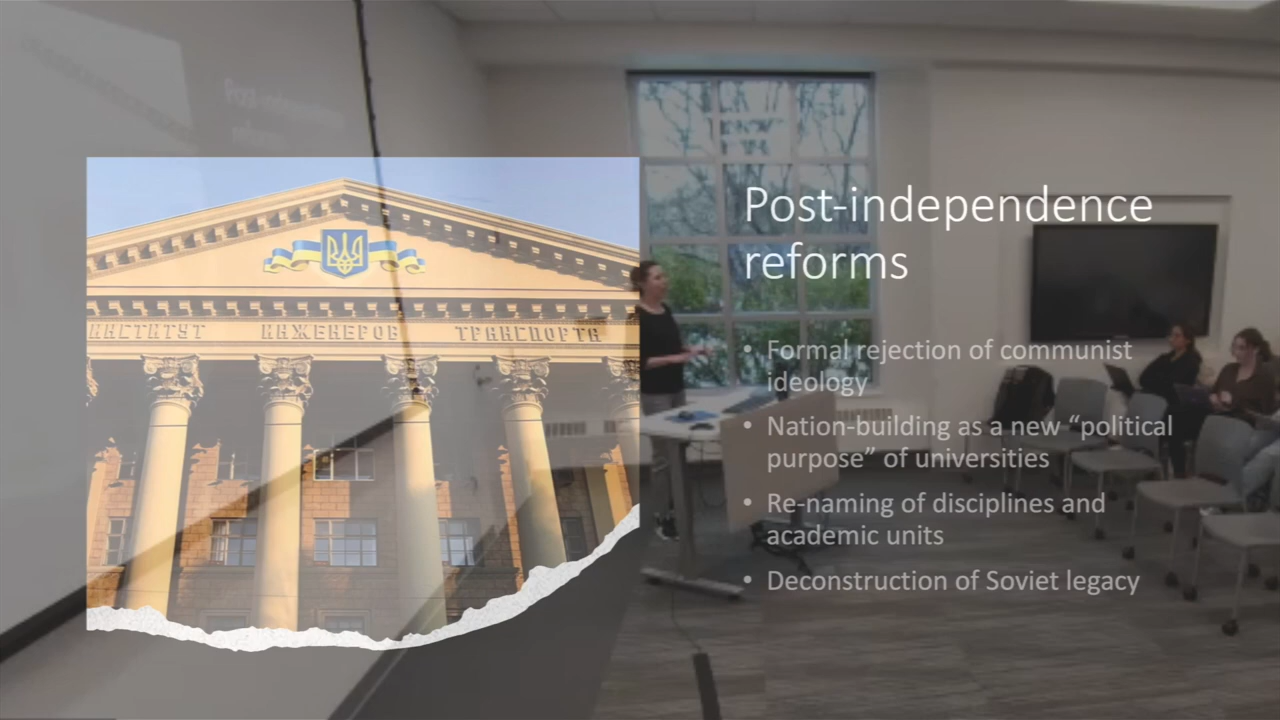 Post-independence
reforms
ИНСТИТУТ ИНЖЕНЕРОВ ТРАНСПОРТА
• Formal rejection of communist
ideology
• Nation-building as a new “political
purpose” of universities
• Re-naming of disciplines and
academic units
• Deconstruction of Soviet legacy